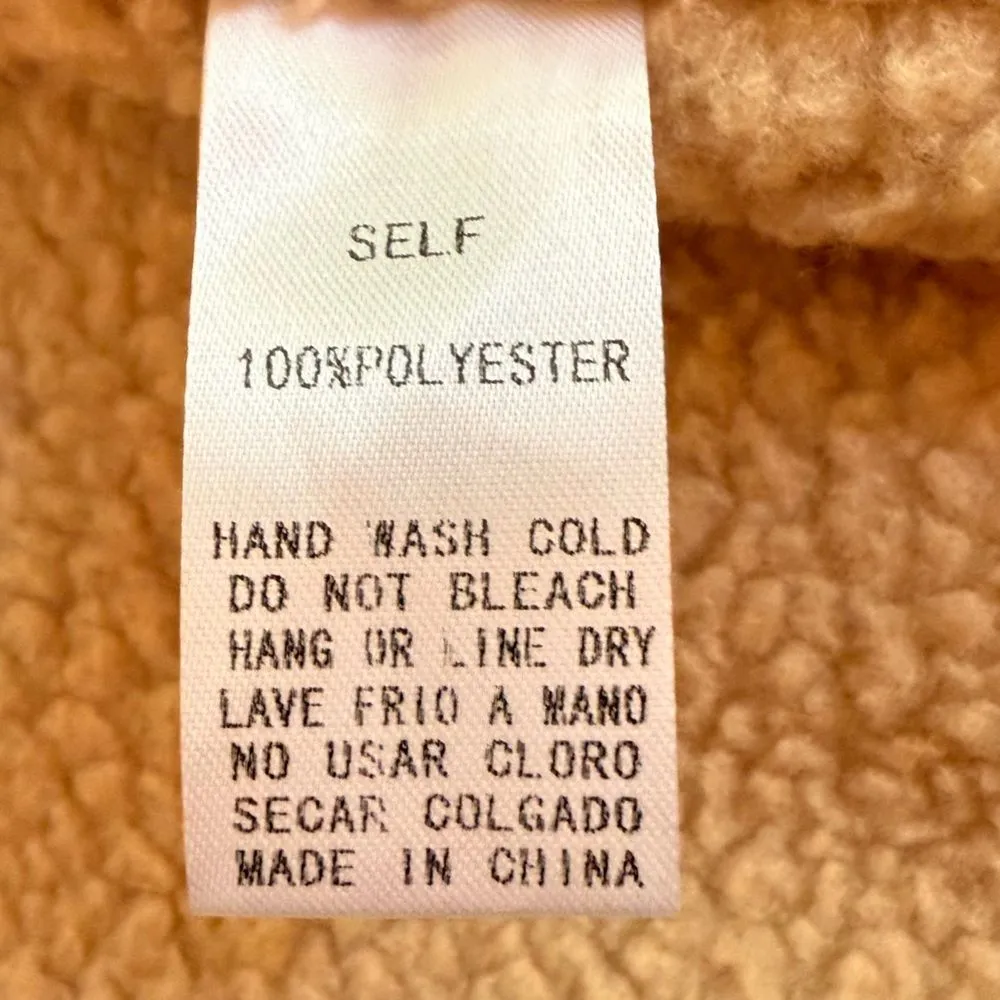 SELF
100%POLYESTER
HAND WASH COLD
DO NOT BLEACH
HANG OR LINE DRY
LAVE FRIO A MANO
NO USAR CLORO
SECAR COLGADO
MADE IN CHINA